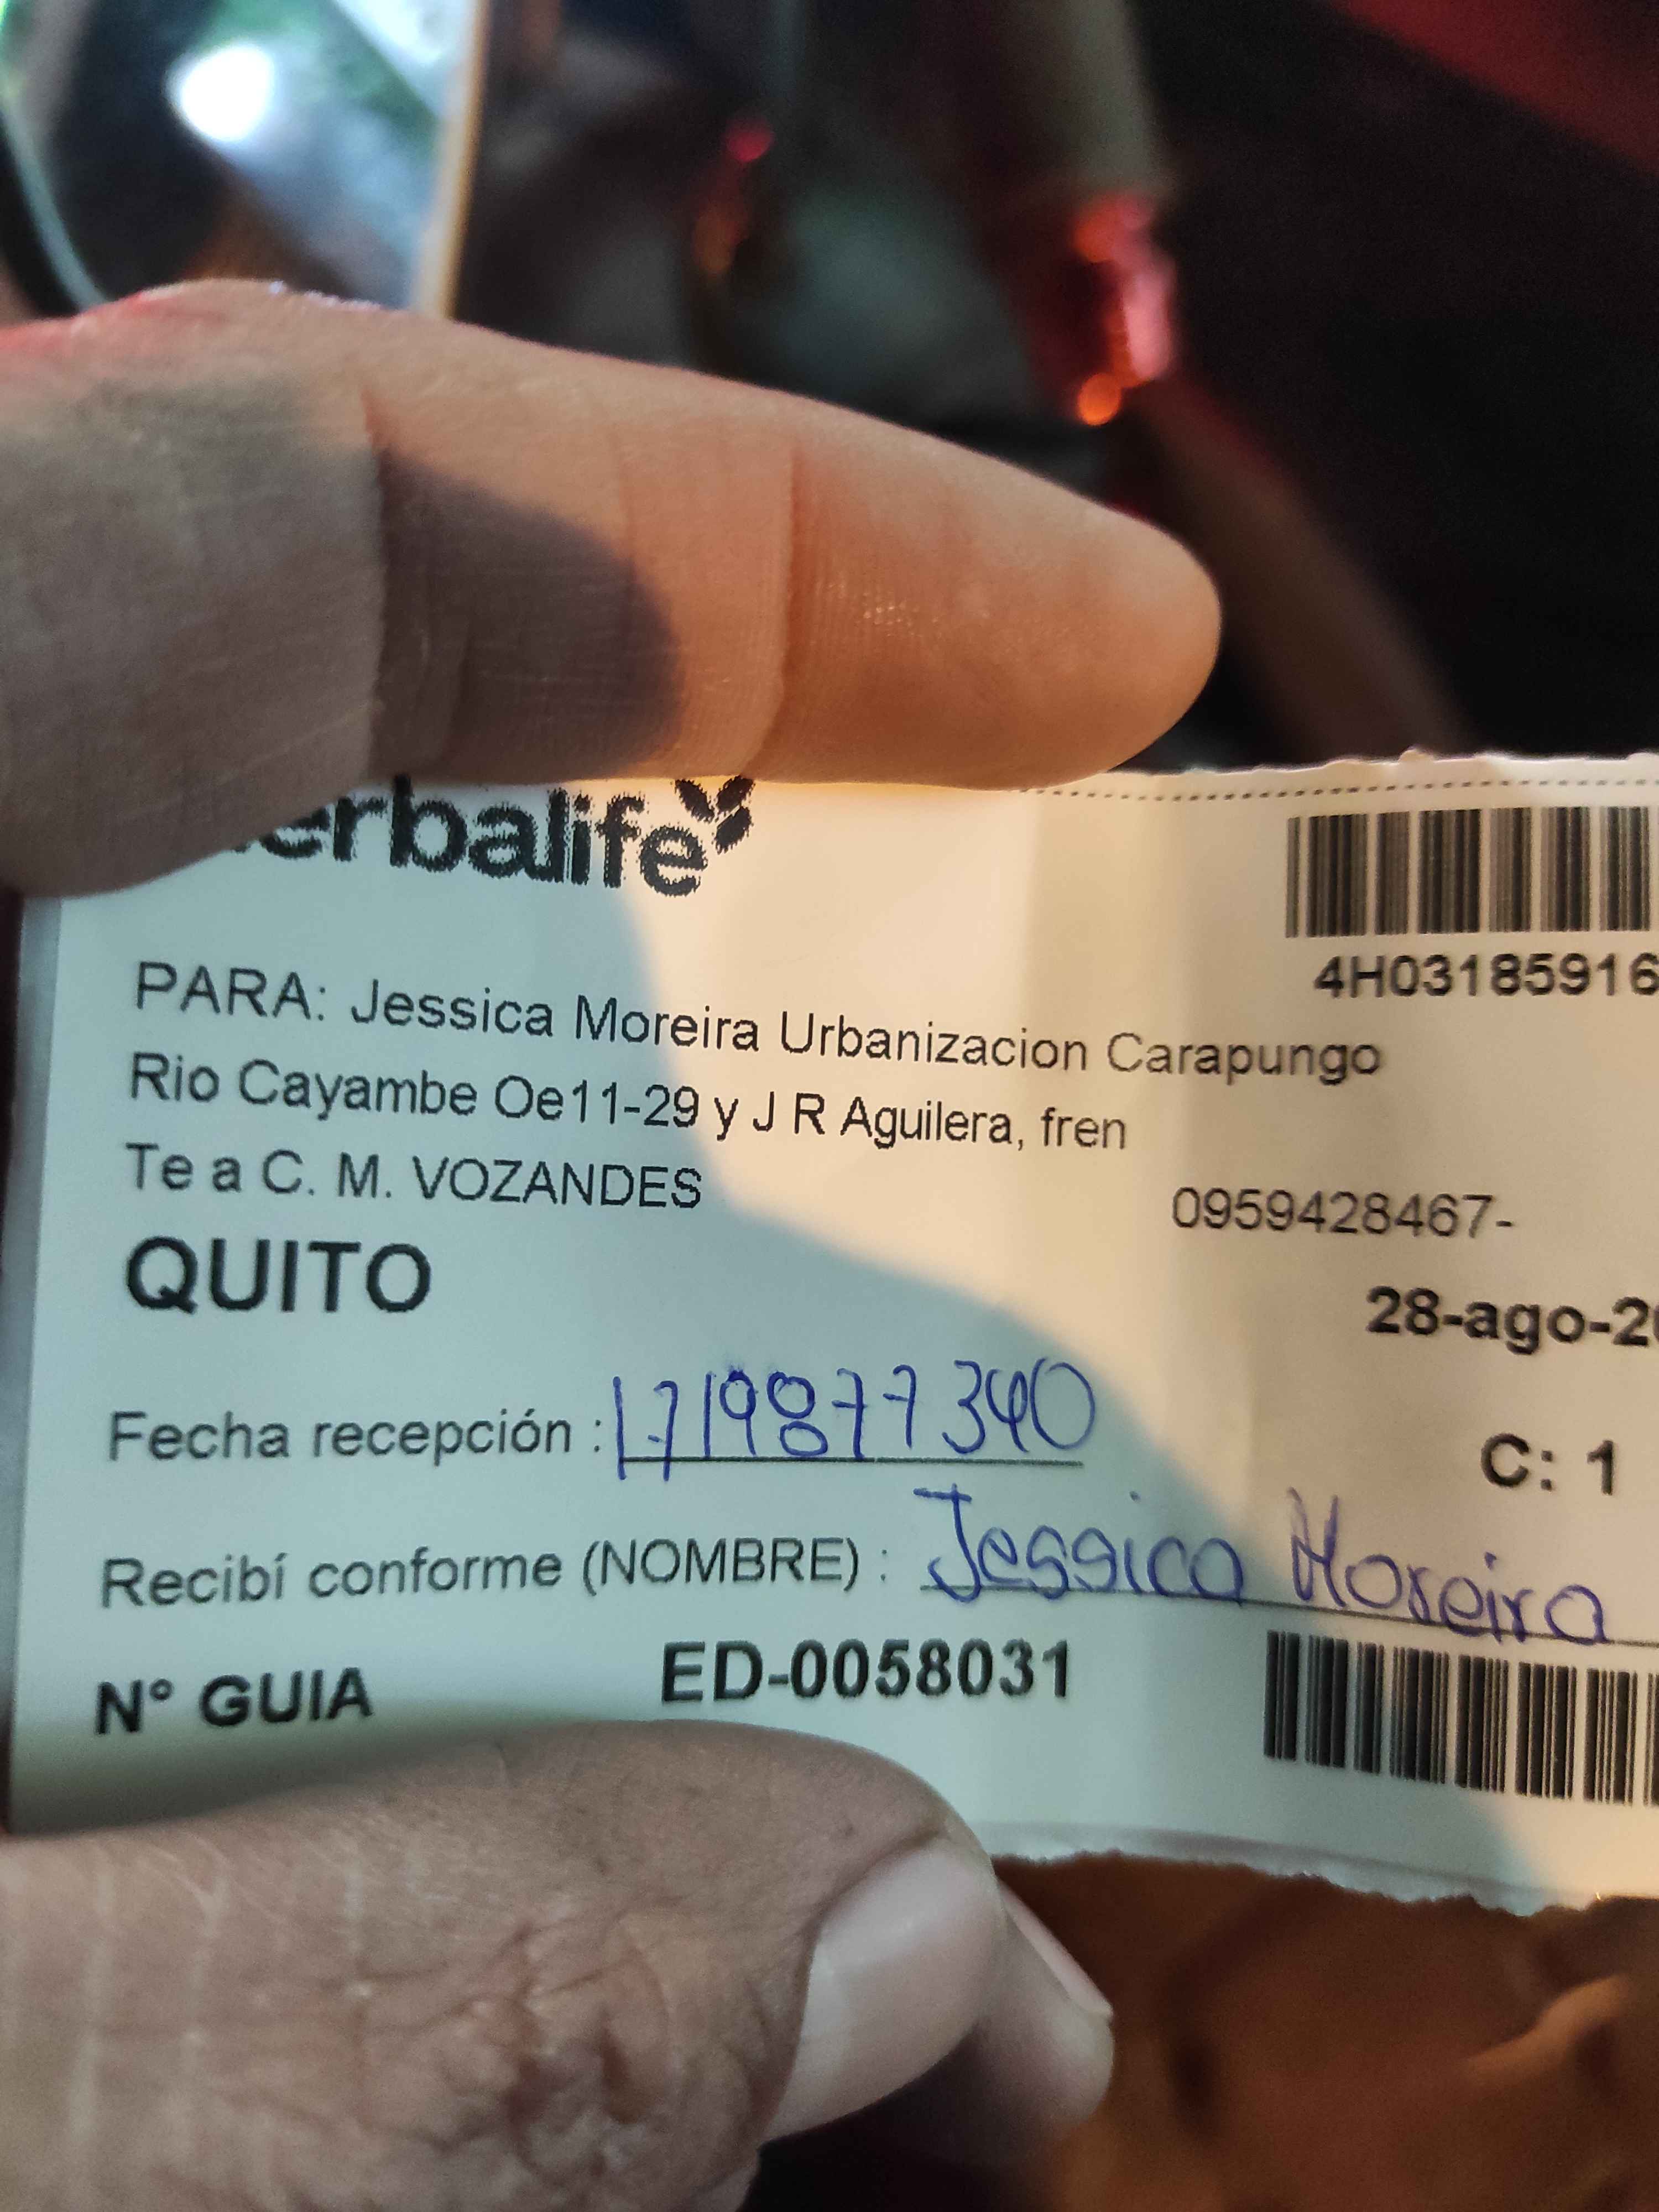 erbalife
4H03185916
PARA: Jessica Moreira Urbanizacion Carapungo
Rio Cayambe Oe11-29 y J R Aguilera, fren
Te a C. M. VOZANDES
0959428467-
QUITO
28-ago-20
Fecha recepción : 1719877340
C: 1
Recibí conforme (NOMBRE) : Jessica Moreira
N° GUIA ED-0058031